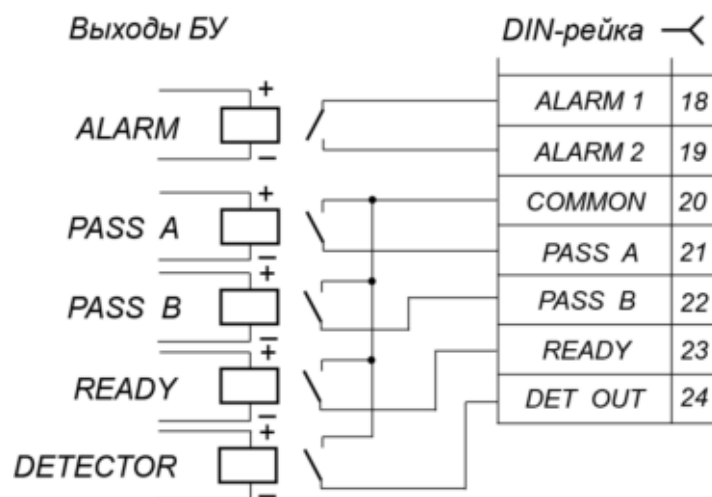 Выходы БУ
DIN-рейка
ALARM
+
−
ALARM 1 18
ALARM 2 19
PASS A
+
−
COMMON 20
PASS A 21
PASS B
+
−
PASS B 22
READY
+
−
READY 23
DETECTOR
+
−
DET OUT 24